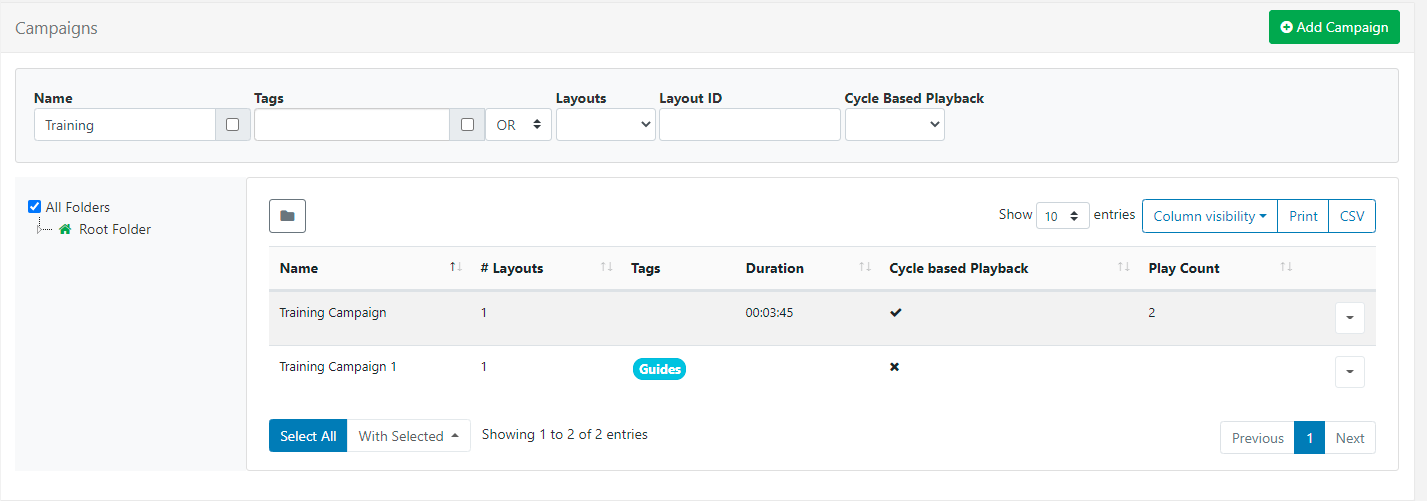 Campaigns
Add Campaign
Name Tags Layouts Layout ID Cycle Based Playback
Training OR
All Folders
Root Folder
Show 10 entries Column visibility Print CSV
Name # Layouts Tags Duration Cycle based Playback Play Count
Training Campaign 1 00:03:45 2
Training Campaign 1 1 Guides
Select All With Selected Showing 1 to 2 of 2 entries Previous 1 Next